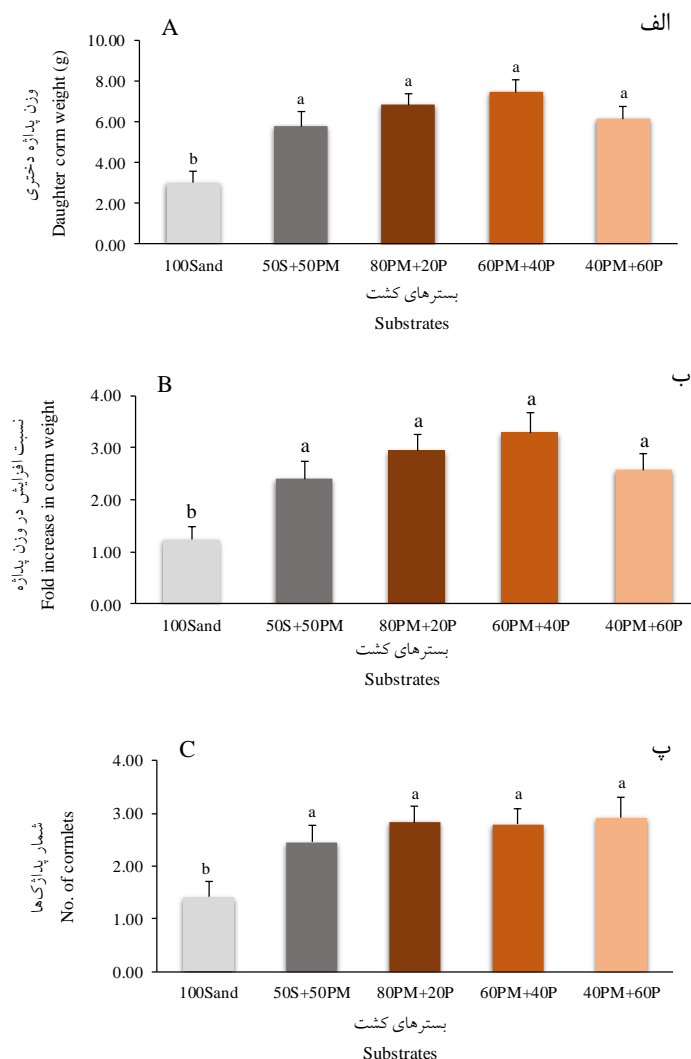 A
الف
وزن پداژه دختری
Daughter corm weight (g)
10.00
8.00
6.00
4.00
2.00
0.00
b
a
a
a
a
100Sand
50S+50PM
80PM+20P
60PM+40P
40PM+60P
بسترهای کشت
Substrates
B
ب
نسبت افزایش در وزن پداژه
Fold increase in corm weight
4.00
3.00
2.00
1.00
0.00
b
a
a
a
a
100Sand
50S+50PM
80PM+20P
60PM+40P
40PM+60P
بسترهای کشت
Substrates
C
پ
شمار پداژک‌ها
No. of cormlets
4.00
3.00
2.00
1.00
0.00
b
a
a
a
a
100Sand
50S+50PM
80PM+20P
60PM+40P
40PM+60P
بسترهای کشت
Substrates